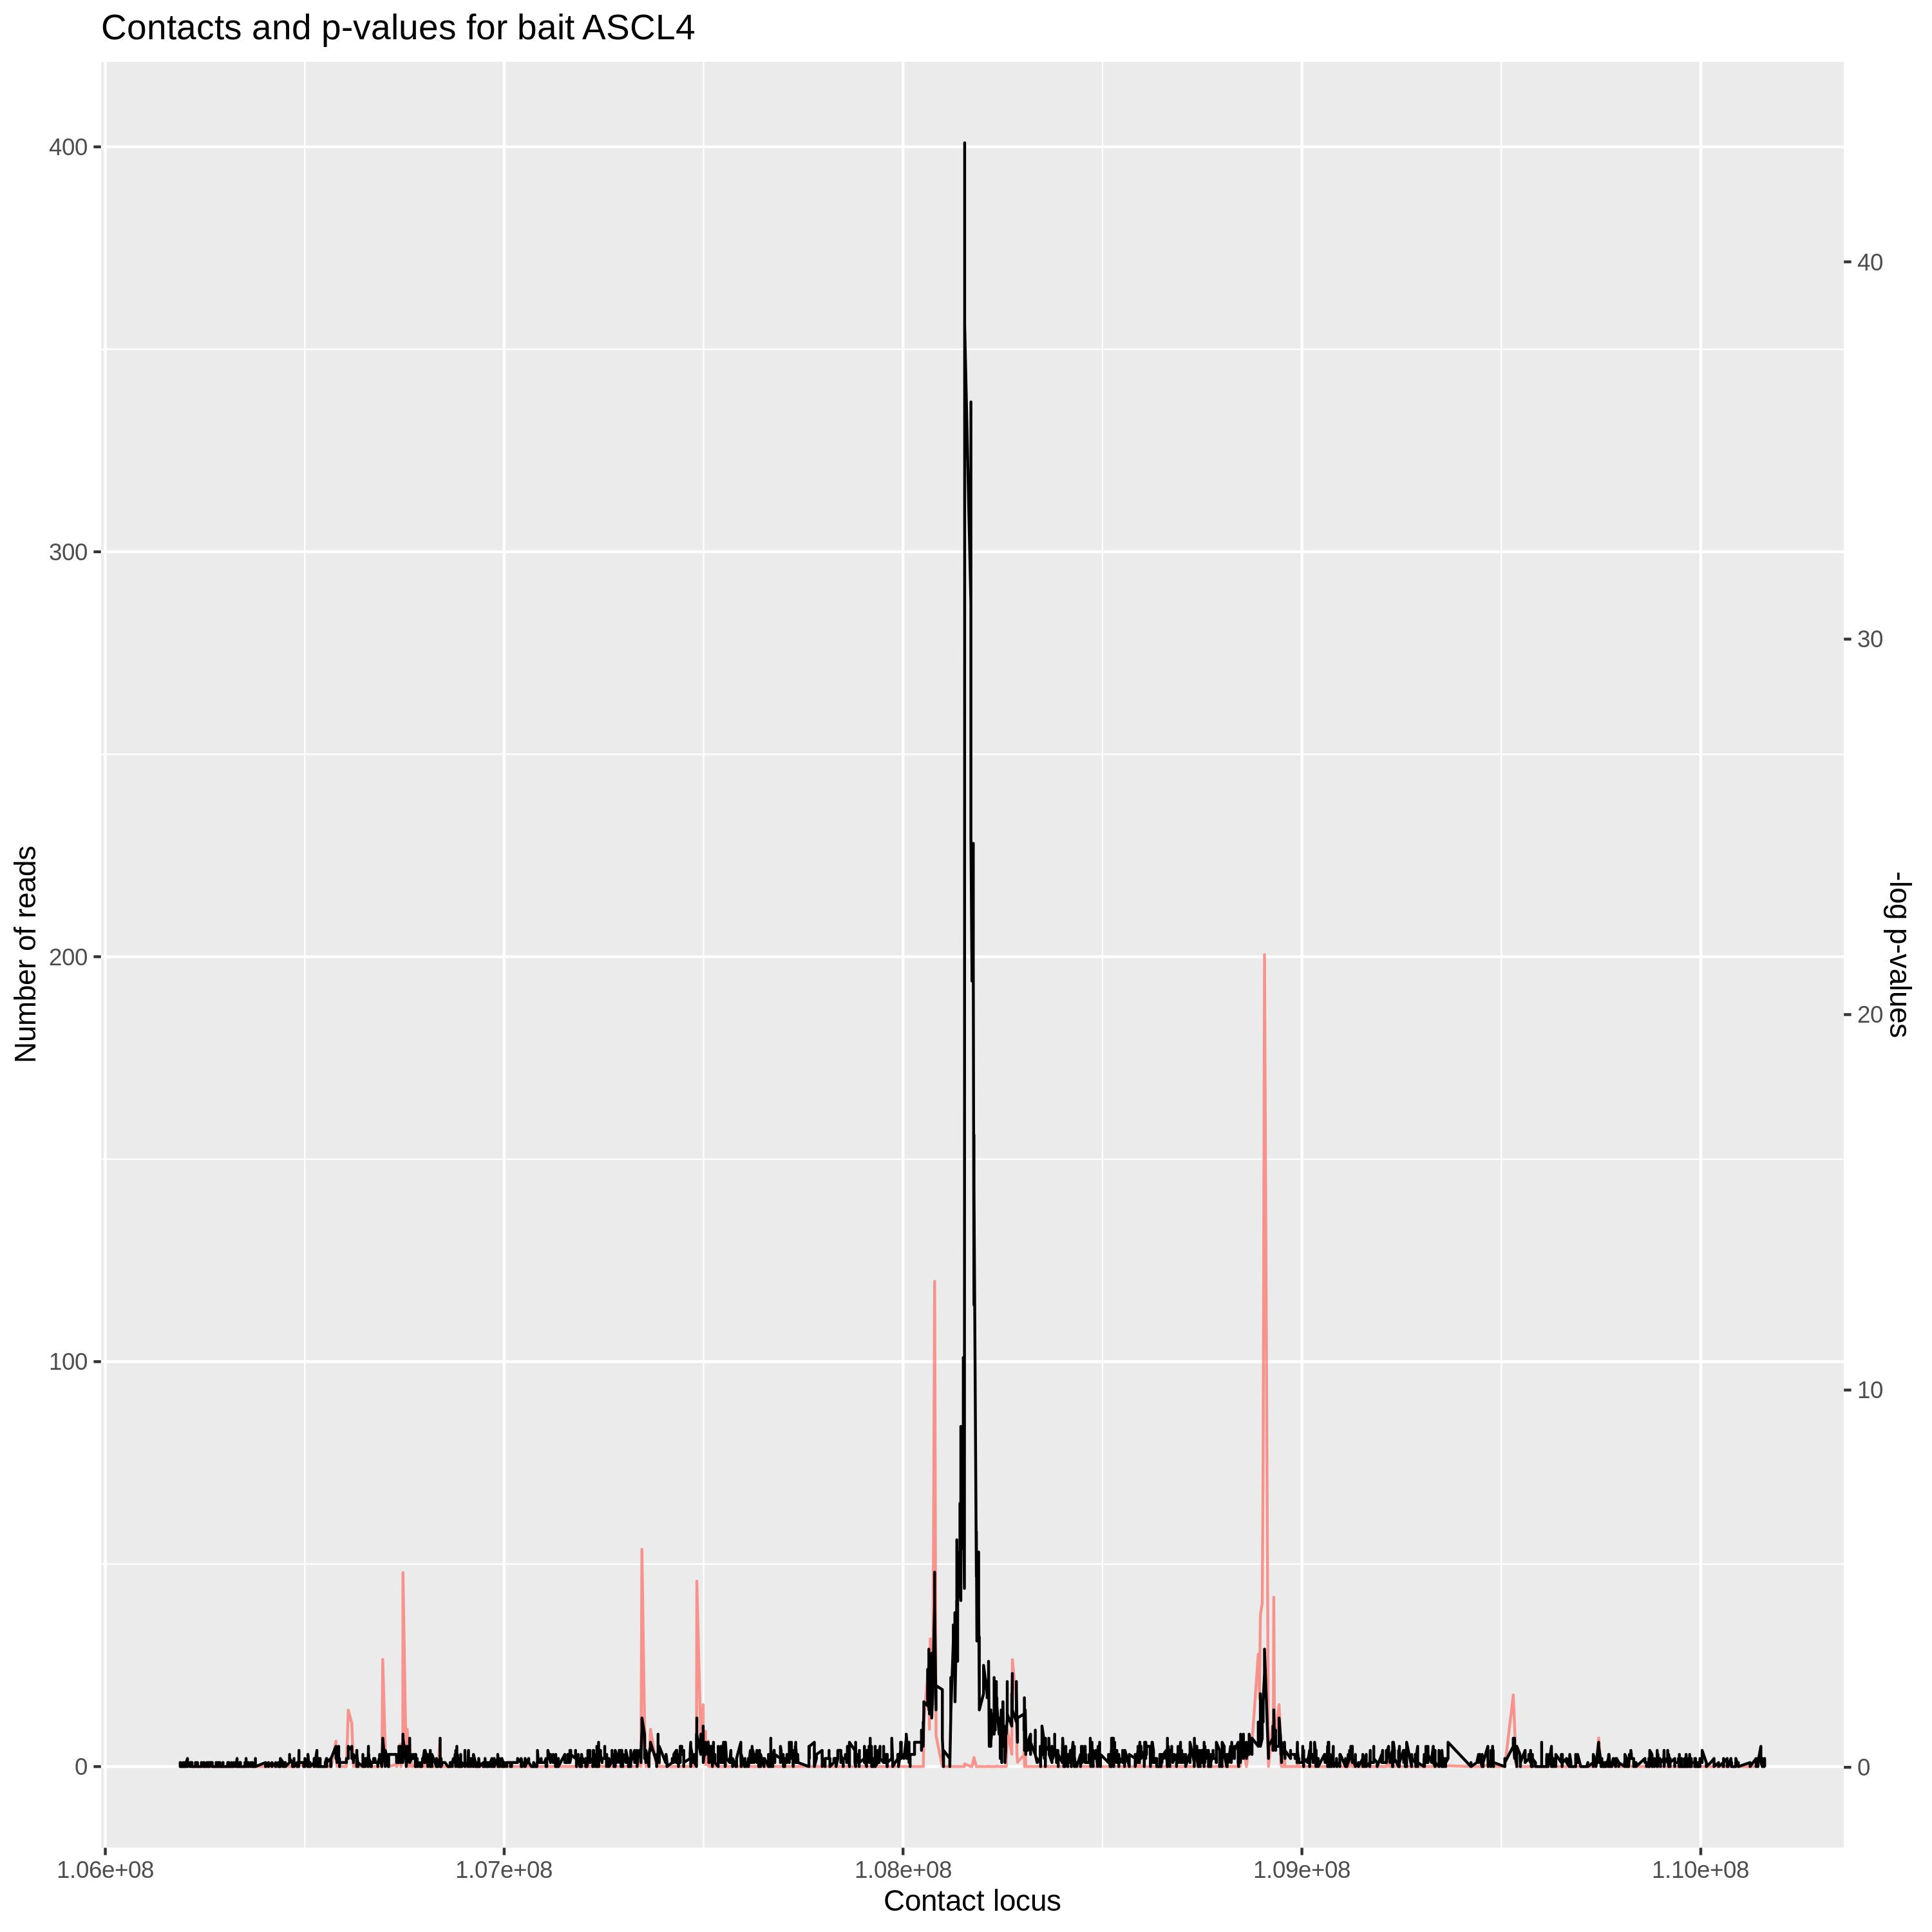 Contacts and p-values for bait ASCL4
400
300
200
100
0
Number of reads
40
30
20
10
0
-log p-values
1.06e+08
1.07e+08
1.08e+08
1.09e+08
1.10e+08
Contact locus